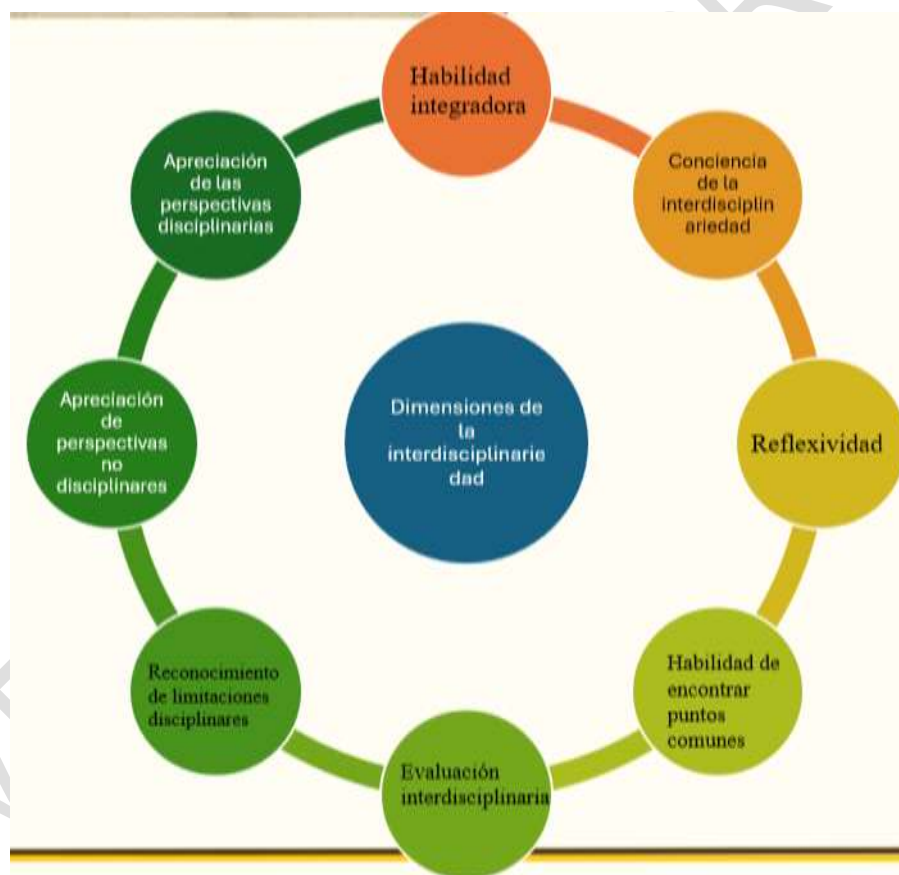 Habilidad
integradora
Conciencia
de la
interdisciplin
ariedad
Reflexividad
Habilidad de
encontrar
puntos
comunes
Evaluación
interdisciplinaria
Reconocimiento
de limitaciones
disciplinares
Apreciación
de
perspectivas
no
disciplinares
Apreciación
de las
perspectivas
disciplinarias
Dimensiones de
la
interdisciplinarie
dad